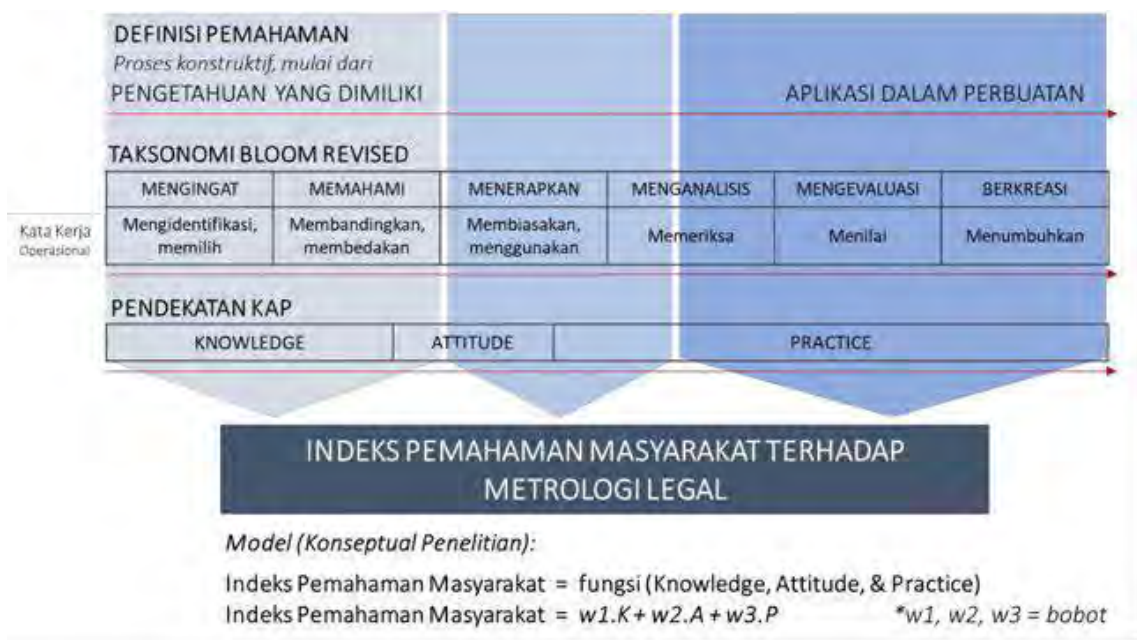 DEFINISI PEMAHAMAN
Proses konstruktif, mulai dari
PENGETAHUAN YANG DIMILIKI
APLIKASI DALAM PERBUATAN
TAKSONOMI BLOOM REVISED
MENGINGAT MEMAHAMI MENERAPKAN MENGANALISIS MENGEVALUASI BERKREASI
Kata Kerja
Operasional
Mengidentifikasi, memilih
Membandingkan, membedakan
Membiasakan, menggunakan
Memeriksa
Menilai
Menumbuhkan
PENDEKATAN KAP
KNOWLEDGE ATTITUDE PRACTICE
INDEKS PEMAHAMAN MASYARAKAT TERHADAP
METROLOGI LEGAL
Model (Konseptual Penelitian):
Indeks Pemahaman Masyarakat = fungsi (Knowledge, Attitude, & Practice)
Indeks Pemahaman Masyarakat = w1.K + w2.A + w3.P *w1, w2, w3 = bobot